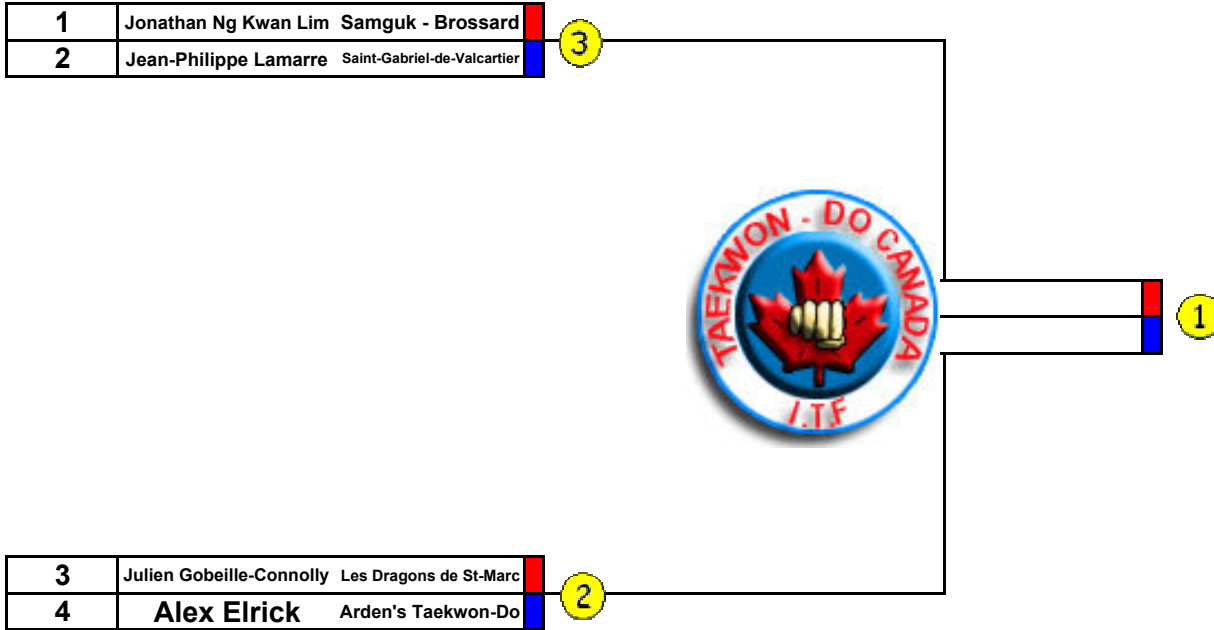 1 Jonathan Ng Kwan Lim Samguk - Brossard
2 Jean-Philippe Lamarre Saint-Gabriel-de-Valcartier
3
TAEKWON - DO CANADA
I.T.F
1
3 Julien Gobeille-Connolly Les Dragons de St-Marc
4 Alex Elrick Arden's Taekwon-Do
2